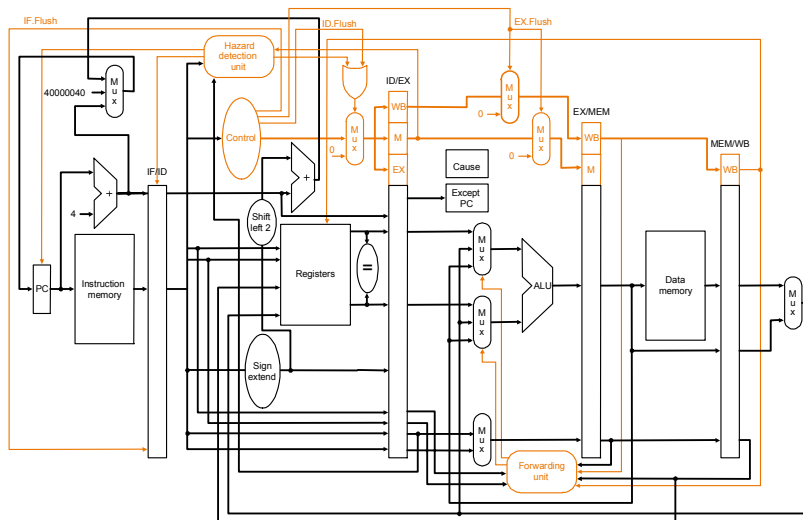 IF.Flush
ID.Flush
EX.Flush
Hazard
detection
unit
M
u
x
40000040
ID/EX
M
u
x
0
WB
EX/MEM
Control
M
u
x
0
M
M
u
x
0
WB
MEM/WB
Cause
IF/ID
+
EX
M
WB
+
4
Except
PC
Shift
left 2
PC
Instruction
memory
Registers
=
M
u
x
ALU
Data
memory
M
u
x
M
u
x
Sign
extend
M
u
x
Forwarding
unit